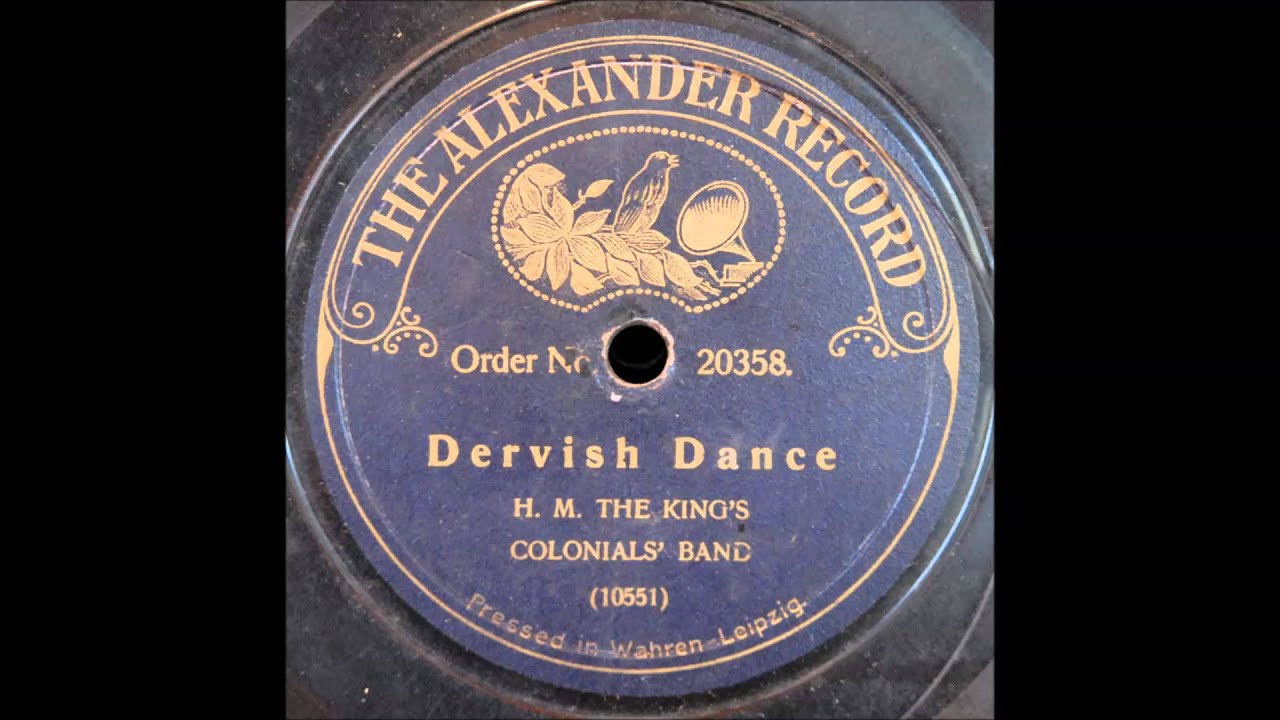 THE ALEXANDER RECORD
Order No. 20358.
Dervish Dance
H. M. THE KING'S
COLONIALS' BAND
(10551)
Pressed in Wahren-Leipzig.